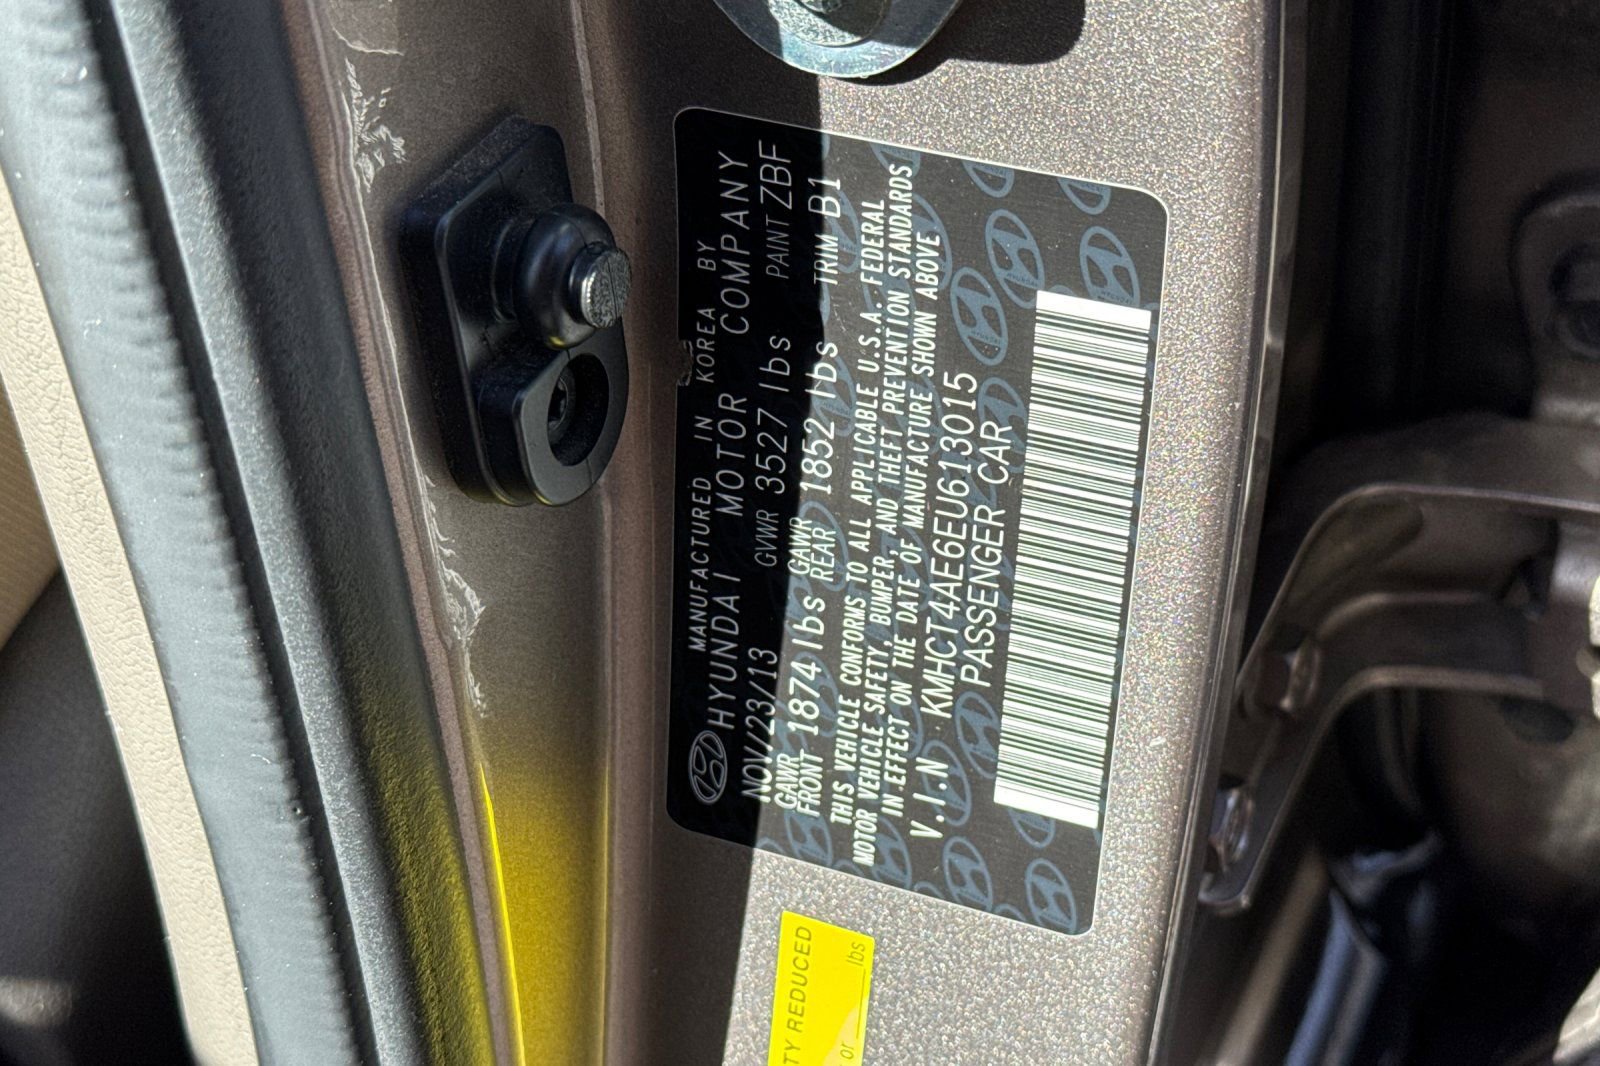 MANUFACTURED IN KOREA BY
HYUNDAI MOTOR COMPANY
NOV/23/13 GVWR 3527 lbs PAINT ZBF
GAWR FRONT 1874 lbs GAWR REAR 1852 lbs TRIM B1
THIS VEHICLE CONFORMS TO ALL APPLICABLE U.S.A. FEDERAL
MOTOR VEHICLE SAFETY, BUMPER, AND THEFT PREVENTION STANDARDS
IN EFFECT ON THE DATE OF MANUFACTURE SHOWN ABOVE
V.I.N KMHCT4AE6EU613015
PASSENGER CAR
TY REDUCED
or lbs